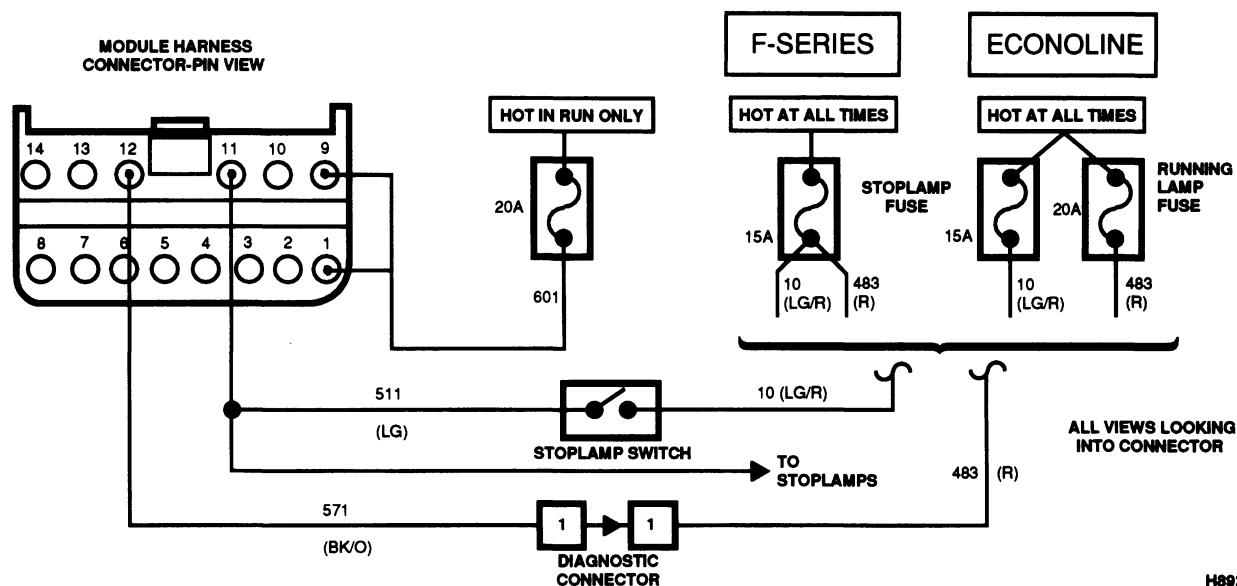 MODULE HARNESS
CONNECTOR-PIN VIEW
F-SERIES
ECONOLINE
HOT IN RUN ONLY
HOT AT ALL TIMES
HOT AT ALL TIMES
14 13 12 11 10 9
20A
15A
STOPLAMP
FUSE
15A
20A
RUNNING
LAMP
FUSE
8 7 6 5 4 3 2 1
601
10
(LG/R)
483
(R)
10
(LG/R)
483
(R)
511
(LG)
10 (LG/R)
STOPLAMP SWITCH
ALL VIEWS LOOKING
INTO CONNECTOR
TO
STOPLAMPS
483 (R)
571
(BK/O)
1 1
DIAGNOSTIC
CONNECTOR